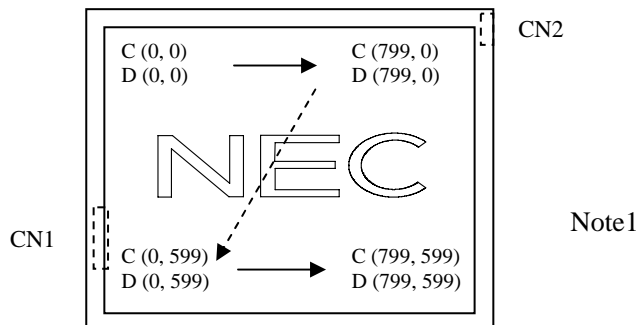 CN2
C (0, 0)
D (0, 0)
C (799, 0)
D (799, 0)
NEC
Note1
CN1
C (0, 599)
D (0, 599)
C (799, 599)
D (799, 599)